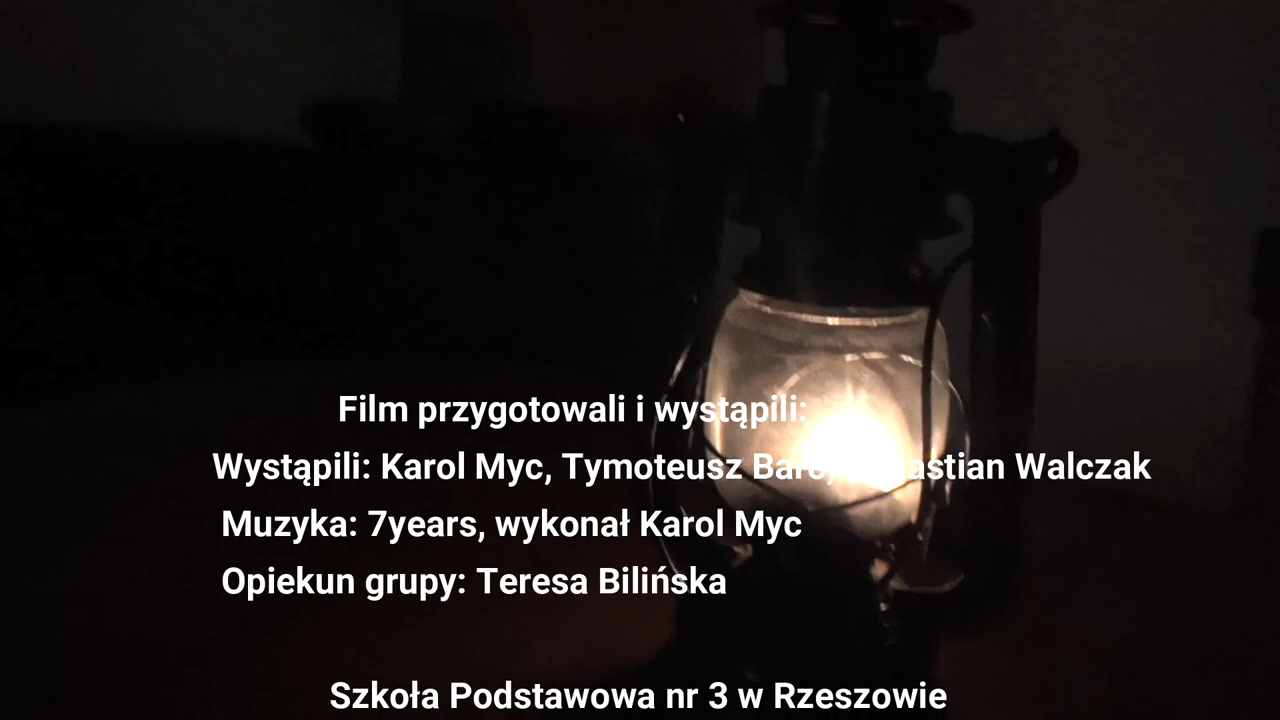 Film przygotowali i wystąpili:
Wystąpili: Karol Myc, Tymoteusz Walczak
Muzyka: 7years, wykonał Karol Myc
Opiekun grupy: Teresa Bilińska
Szkoła Podstawowa nr 3 w Rzeszowie